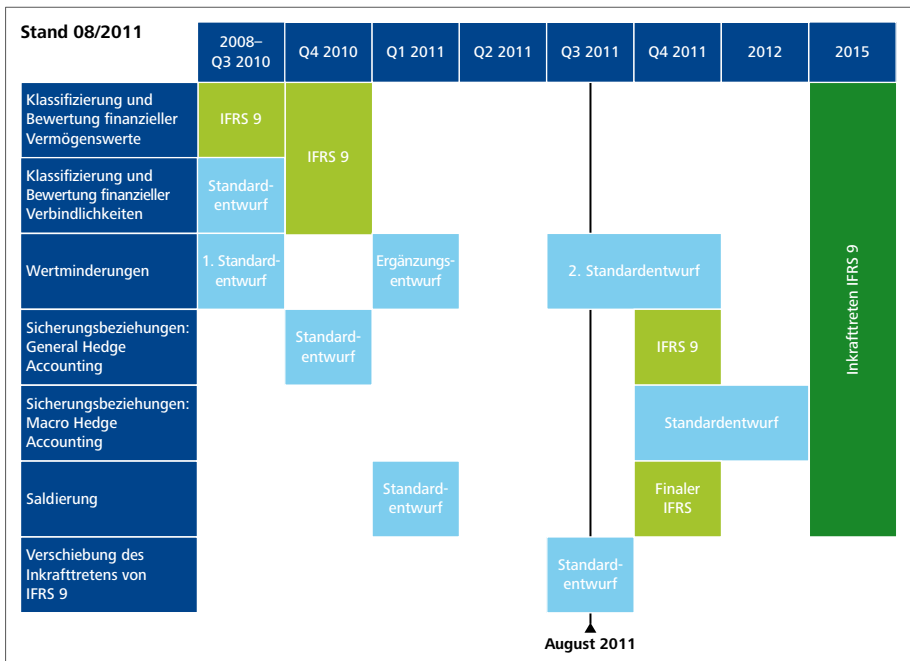 Stand 08/2011
2008–
Q3 2010
Q4 2010
Q1 2011
Q2 2011
Q3 2011
Q4 2011
2012
2015
Klassifizierung und
Bewertung finanzieller
Vermögenswerte
IFRS 9
IFRS 9
Klassifizierung und
Bewertung finanzieller
Verbindlichkeiten
Standard-
entwurf
Wertminderungen
1. Standard-
entwurf
Ergänzungs-
entwurf
2. Standardentwurf
Sicherungsbeziehungen:
General Hedge
Accounting
Standard-
entwurf
IFRS 9
Sicherungsbeziehungen:
Macro Hedge
Accounting
Standardentwurf
Saldierung
Standard-
entwurf
Finaler
IFRS
Verschiebung des
Inkrafttretens von
IFRS 9
Standard-
entwurf
Inkrafttreten IFRS 9
August 2011